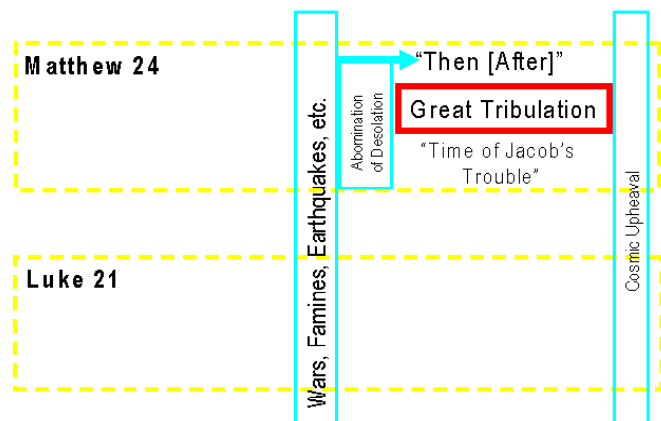 Matthew 24
Wars, Famines, Earthquakes, etc.
Abomination
of Desolation
“Then [After]”
Great Tribulation
“Time of Jacob’s
Trouble”
Cosmic Upheaval
Luke 21